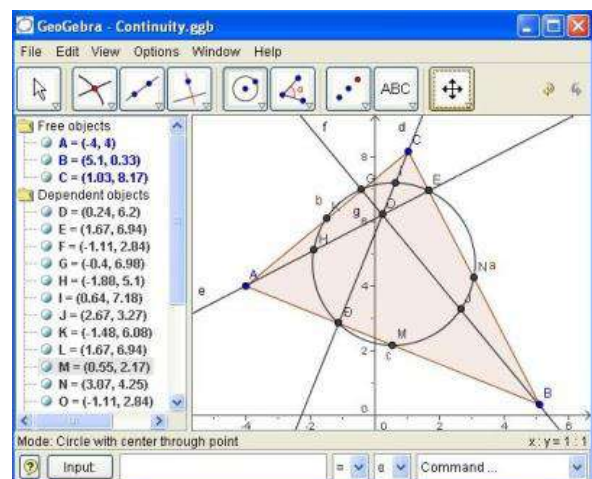 GeoGebra - Continuity.ggb
File Edit View Options Window Help
ABC
Free objects
A = (-4, 4)
B = (5.1, 0.33)
C = (1.03, 8.17)
Dependent objects
D = (0.24, 6.2)
E = (1.67, 6.94)
F = (-1.11, 2.84)
G = (-0.4, 6.98)
H = (-1.88, 5.1)
I = (0.64, 7.18)
J = (2.67, 3.27)
K = (-1.48, 6.08)
L = (1.67, 6.94)
M = (0.55, 2.17)
N = (3.07, 4.25)
O = (-1.11, 2.84)
f d C
8
G E
b K g
6
H N a
A
e 4
J
M
2 c
B
0
-4 -2 0 2 4 6
Mode: Circle with center through point x : y = 1 : 1
Input: = α Command ...